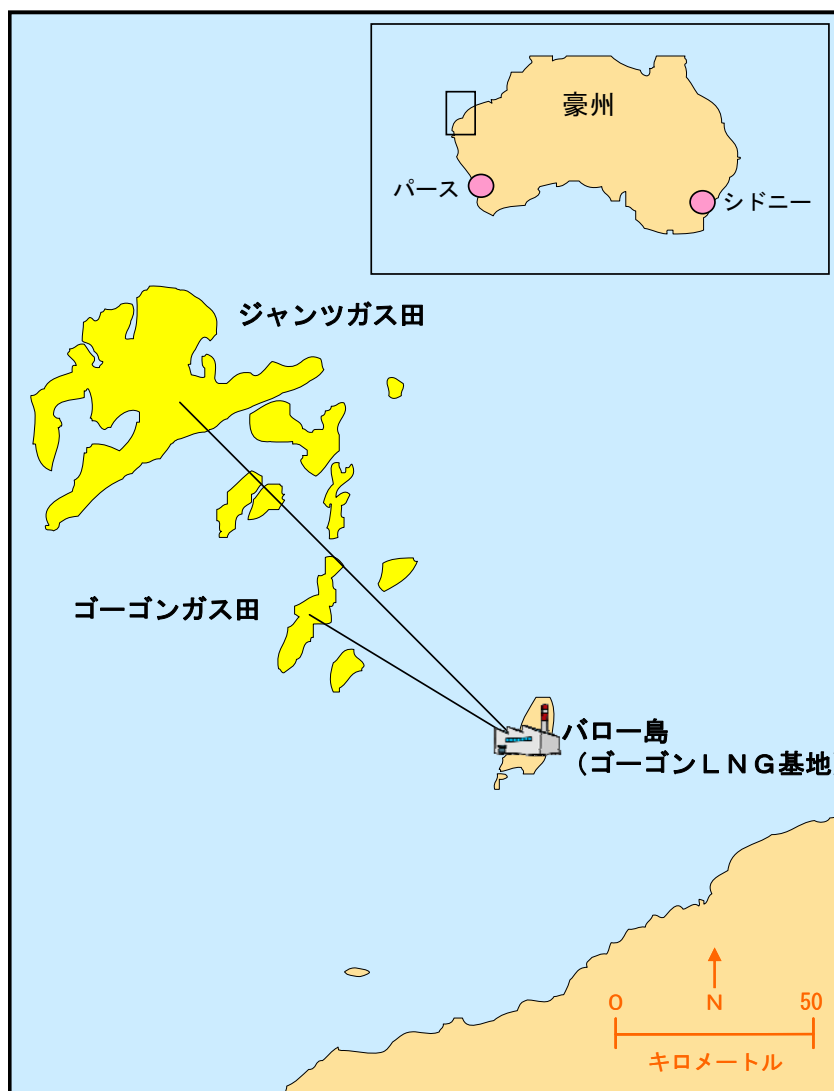 豪州
パース
シドニー
ジャンツガス田
ゴーゴンガス田
バロー島
（ゴーゴンＬＮＧ基地
0 N 50
キロメートル